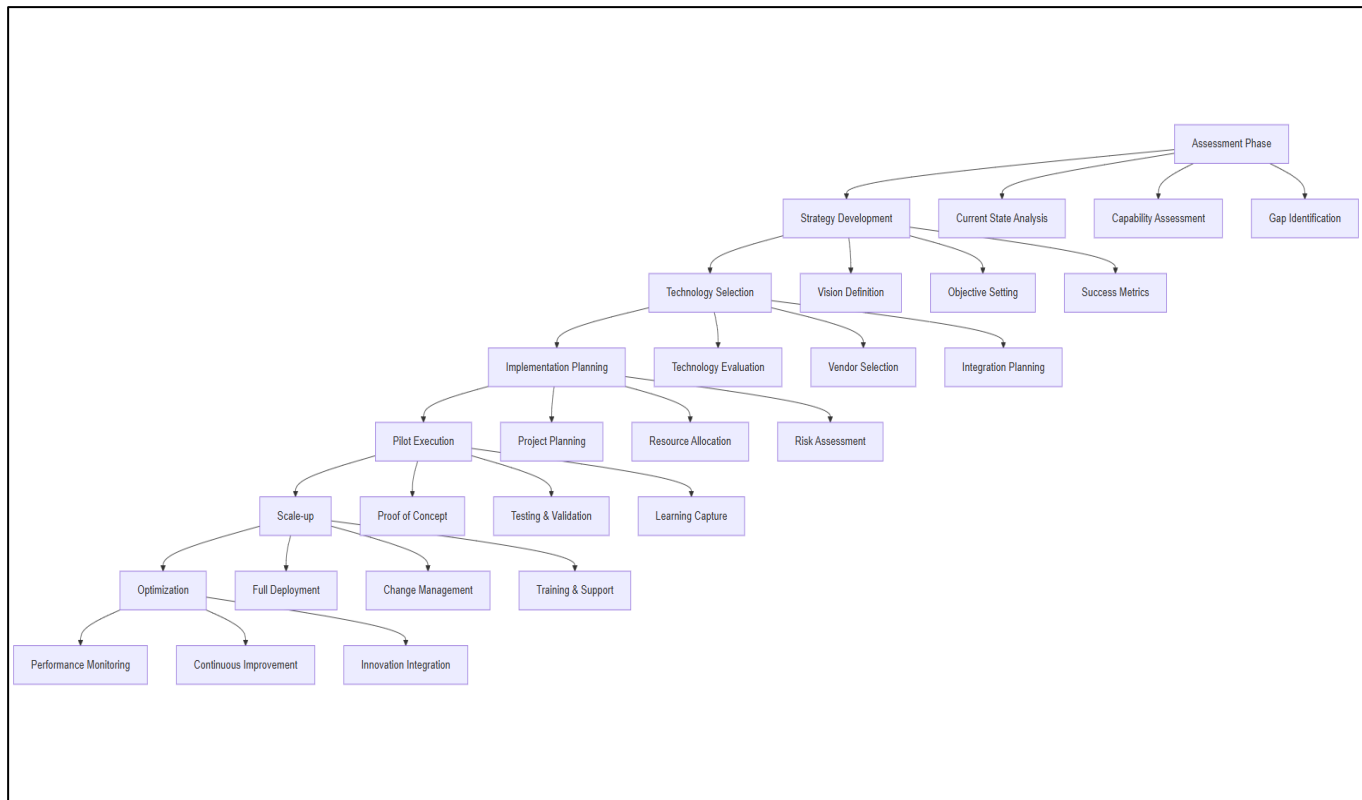 Assessment Phase
Strategy Development
Current State Analysis
Capability Assessment
Gap Identification
Technology Selection
Vision Definition
Objective Setting
Success Metrics
Implementation Planning
Technology Evaluation
Vendor Selection
Integration Planning
Pilot Execution
Project Planning
Resource Allocation
Risk Assessment
Scale-up
Proof of Concept
Testing & Validation
Learning Capture
Optimization
Full Deployment
Change Management
Training & Support
Performance Monitoring
Continuous Improvement
Innovation Integration